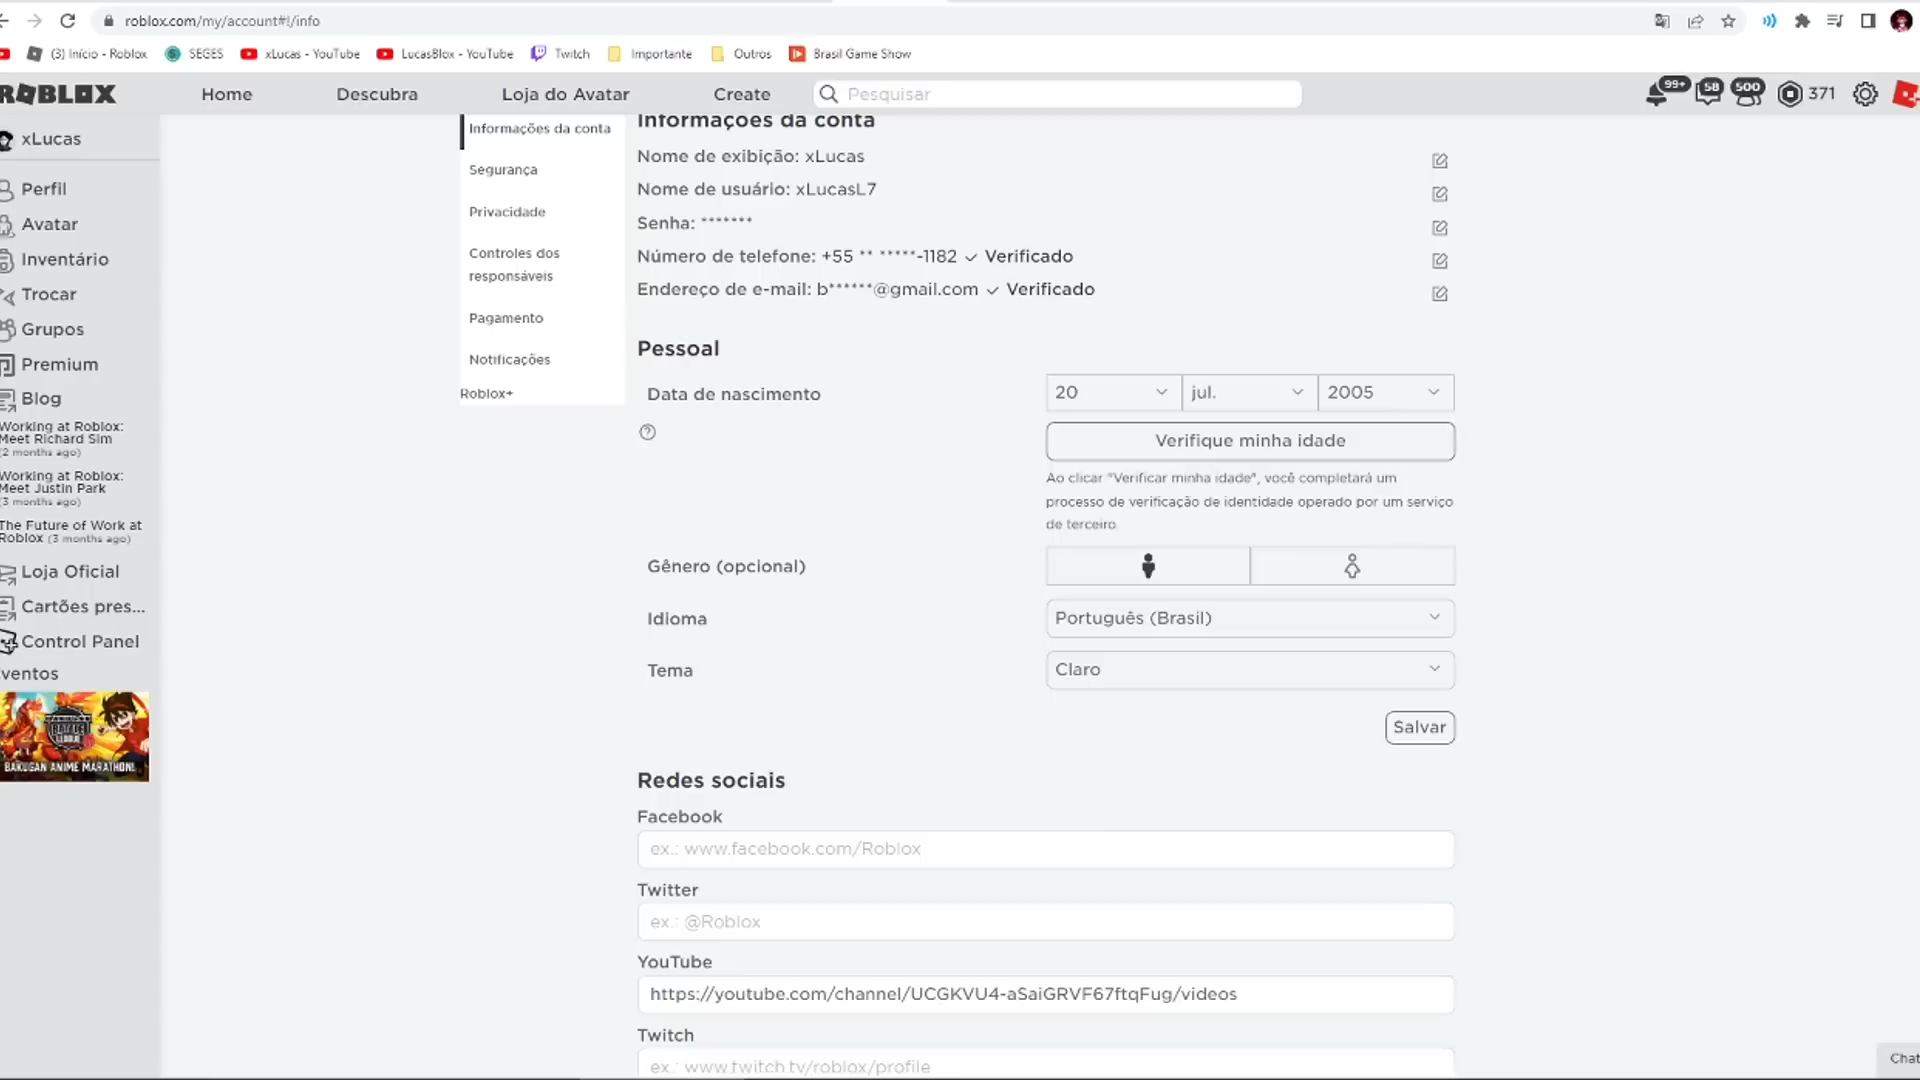 roblox.com/my/account#!/info
(3) Início - Roblox
SEGES
xLucas - YouTube
LucasBlox - YouTube
Twitch
Importante
Outros
Brasil Game Show
ROBLOX
Home
Descubra
Loja do Avatar
Create
Pesquisar
99+
58
500
371
xLucas
Perfil
Avatar
Inventário
Trocar
Grupos
Premium
Blog
Working at Roblox:
Meet Richard Sim
(2 months ago)
Working at Roblox:
Meet Justin Park
(3 months ago)
The Future of Work at
Roblox (3 months ago)
Loja Oficial
Cartões pres...
Control Panel
ventos
BATTLE
BAKUGAN ANIME MARATHON!
Informações da conta
Segurança
Privacidade
Controles dos
responsáveis
Pagamento
Notificações
Roblox+
Informações da conta
Nome de exibição: xLucas
Nome de usuário: xLucasL7
Senha: *******
Número de telefone: +55 ** *****-1182 ✓ Verificado
Endereço de e-mail: b******@gmail.com ✓ Verificado
Pessoal
Data de nascimento
20
jul.
2005
Verifique minha idade
Ao clicar "Verificar minha idade", você completará um
processo de verificação de identidade operado por um serviço
de terceiro.
Gênero (opcional)
Idioma
Português (Brasil)
Tema
Claro
Salvar
Redes sociais
Facebook
ex.: www.facebook.com/Roblox
Twitter
ex.: @Roblox
YouTube
https://youtube.com/channel/UCGKVU4-aSaiGRVF67ftqFug/videos
Twitch
ex.: www.twitch.tv/roblox/profile
Chat